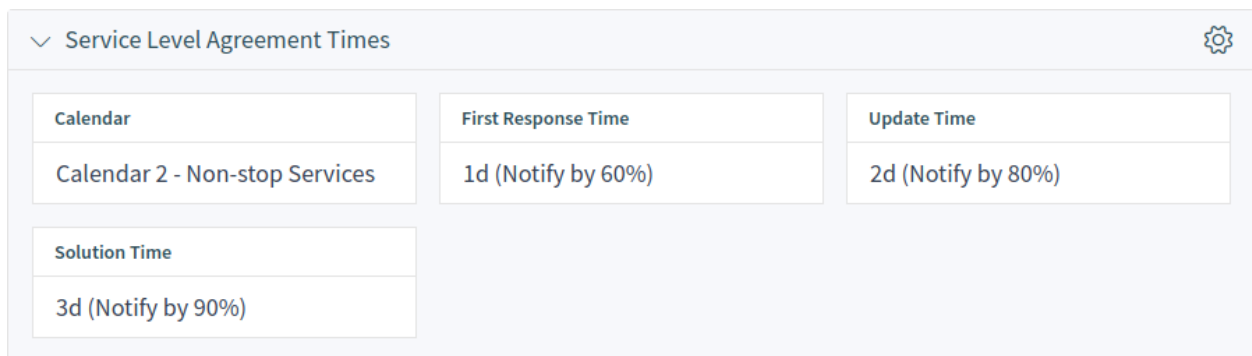 Service Level Agreement Times
Calendar
Calendar 2 - Non-stop Services
First Response Time
1d (Notify by 60%)
Update Time
2d (Notify by 80%)
Solution Time
3d (Notify by 90%)